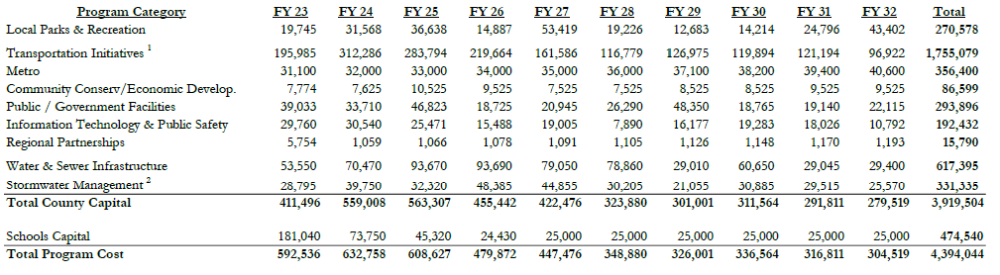 Program Category FY 23 FY 24 FY 25 FY 26 FY 27 FY 28 FY 29 FY 30 FY 31 FY 32 Total
Local Parks & Recreation 19,745 31,568 36,638 14,887 53,419 19,226 12,683 14,214 24,796 43,402 270,578
Transportation Initiatives 1 195,985 312,286 283,794 219,664 161,586 116,779 126,975 119,894 121,194 96,922 1,755,079
Metro 31,100 32,000 33,000 34,000 35,000 36,000 37,100 38,200 39,400 40,600 356,400
Community Conserv/Economic Develop. 7,774 7,625 10,525 9,525 7,525 7,525 8,525 8,525 9,525 9,525 86,599
Public / Government Facilities 39,033 33,710 46,823 18,725 20,945 26,290 48,350 18,765 19,140 22,115 293,896
Information Technology & Public Safety 29,760 30,540 25,471 15,488 19,005 7,890 16,177 19,283 18,026 10,792 192,432
Regional Partnerships 5,754 1,059 1,066 1,078 1,091 1,105 1,126 1,148 1,170 1,193 15,790
Water & Sewer Infrastructure 53,550 70,470 93,670 93,690 79,050 78,860 29,010 60,650 29,045 29,400 617,395
Stormwater Management 2 28,795 39,750 32,320 48,385 44,855 30,205 21,055 30,885 29,515 25,570 331,335
Total County Capital 411,496 559,008 563,307 455,442 422,476 323,880 301,001 311,564 291,811 279,519 3,919,504
Schools Capital 181,040 73,750 45,320 24,430 25,000 25,000 25,000 25,000 25,000 25,000 474,540
Total Program Cost 592,536 632,758 608,627 479,872 447,476 348,880 326,001 336,564 316,811 304,519 4,394,044